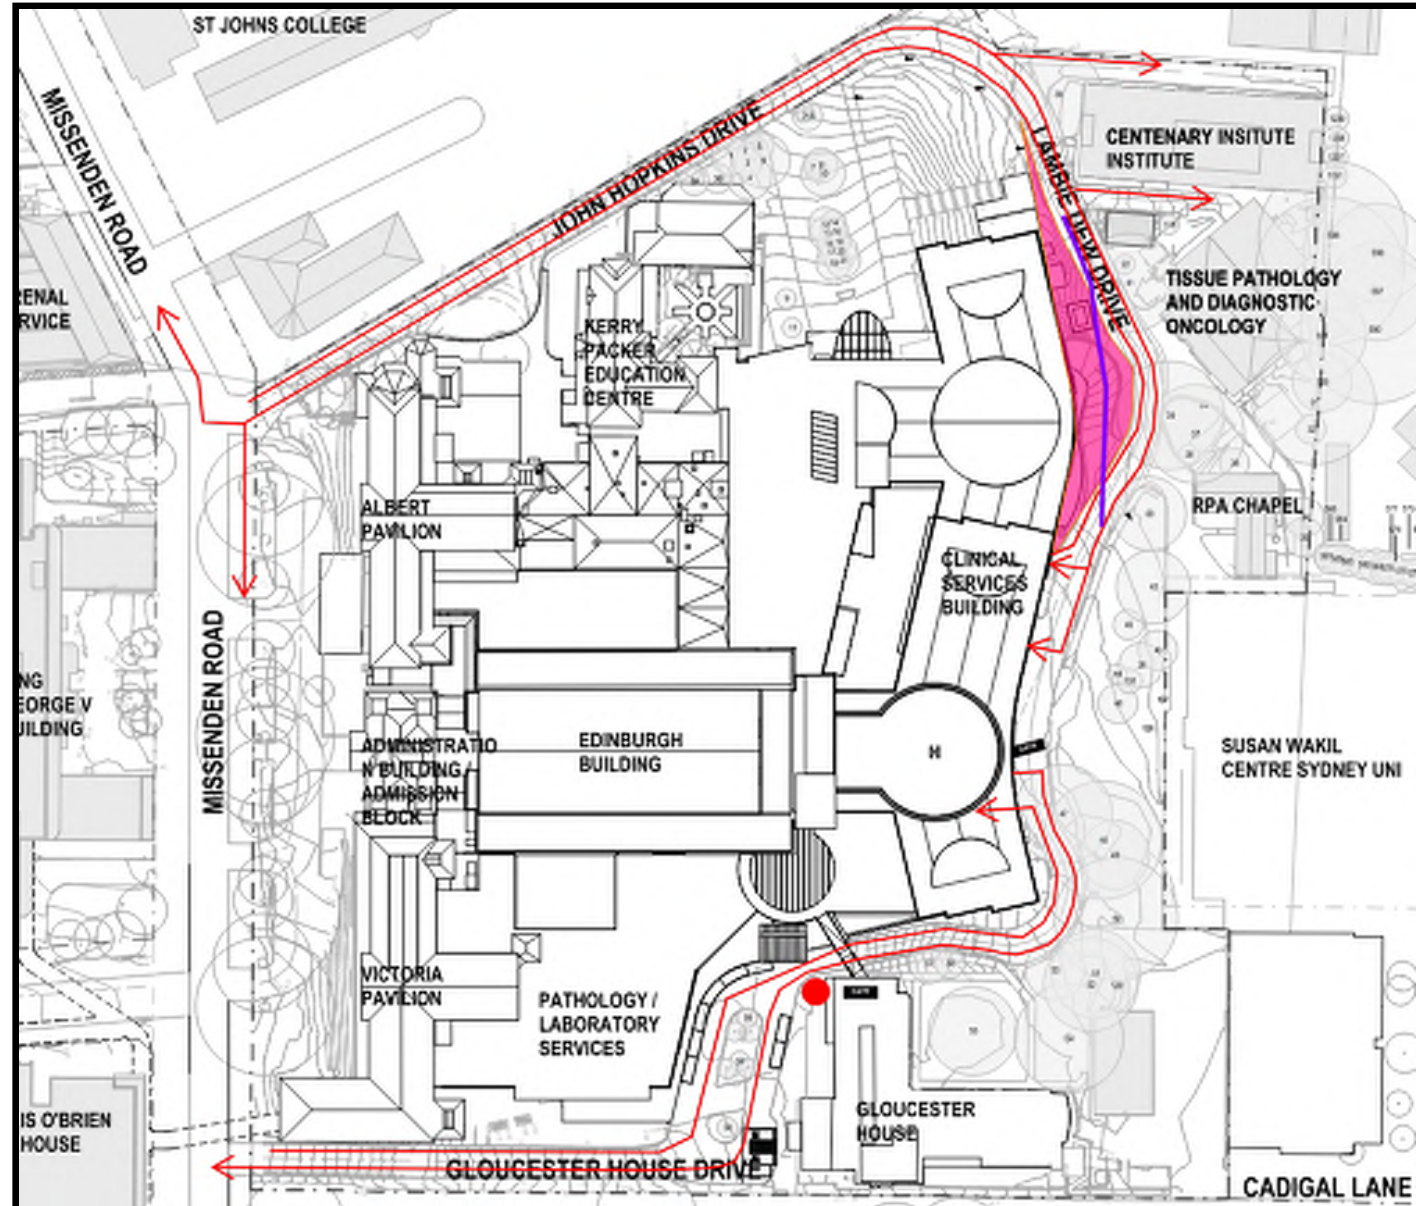 ST JOHNS COLLEGE
MISSENDEN ROAD
JOHN HOPKINS DRIVE
LAMBIE DEW DRIVE
CENTENARY INSITUTE
INSTITUTE
RENAL
RVICE
TISSUE PATHOLOGY
AND DIAGNOSTIC
ONCOLOGY
KERRY
PACKER
EDUCATION
CENTRE
ALBERT
PAVILION
RPA CHAPEL
CLINICAL
SERVICES
BUILDING
MISSENDEN ROAD
NG
EORGE V
UILDING
ADMINISTRATIO
N BUILDING /
ADMISSION
BLOCK
EDINBURGH
BUILDING
H
SUSAN WAKIL
CENTRE SYDNEY UNI
VICTORIA
PAVILION
PATHOLOGY /
LABORATORY
SERVICES
GLOUCESTER
HOUSE
IS O'BRIEN
HOUSE
GLOUCESTER HOUSE DRIVE
CADIGAL LANE